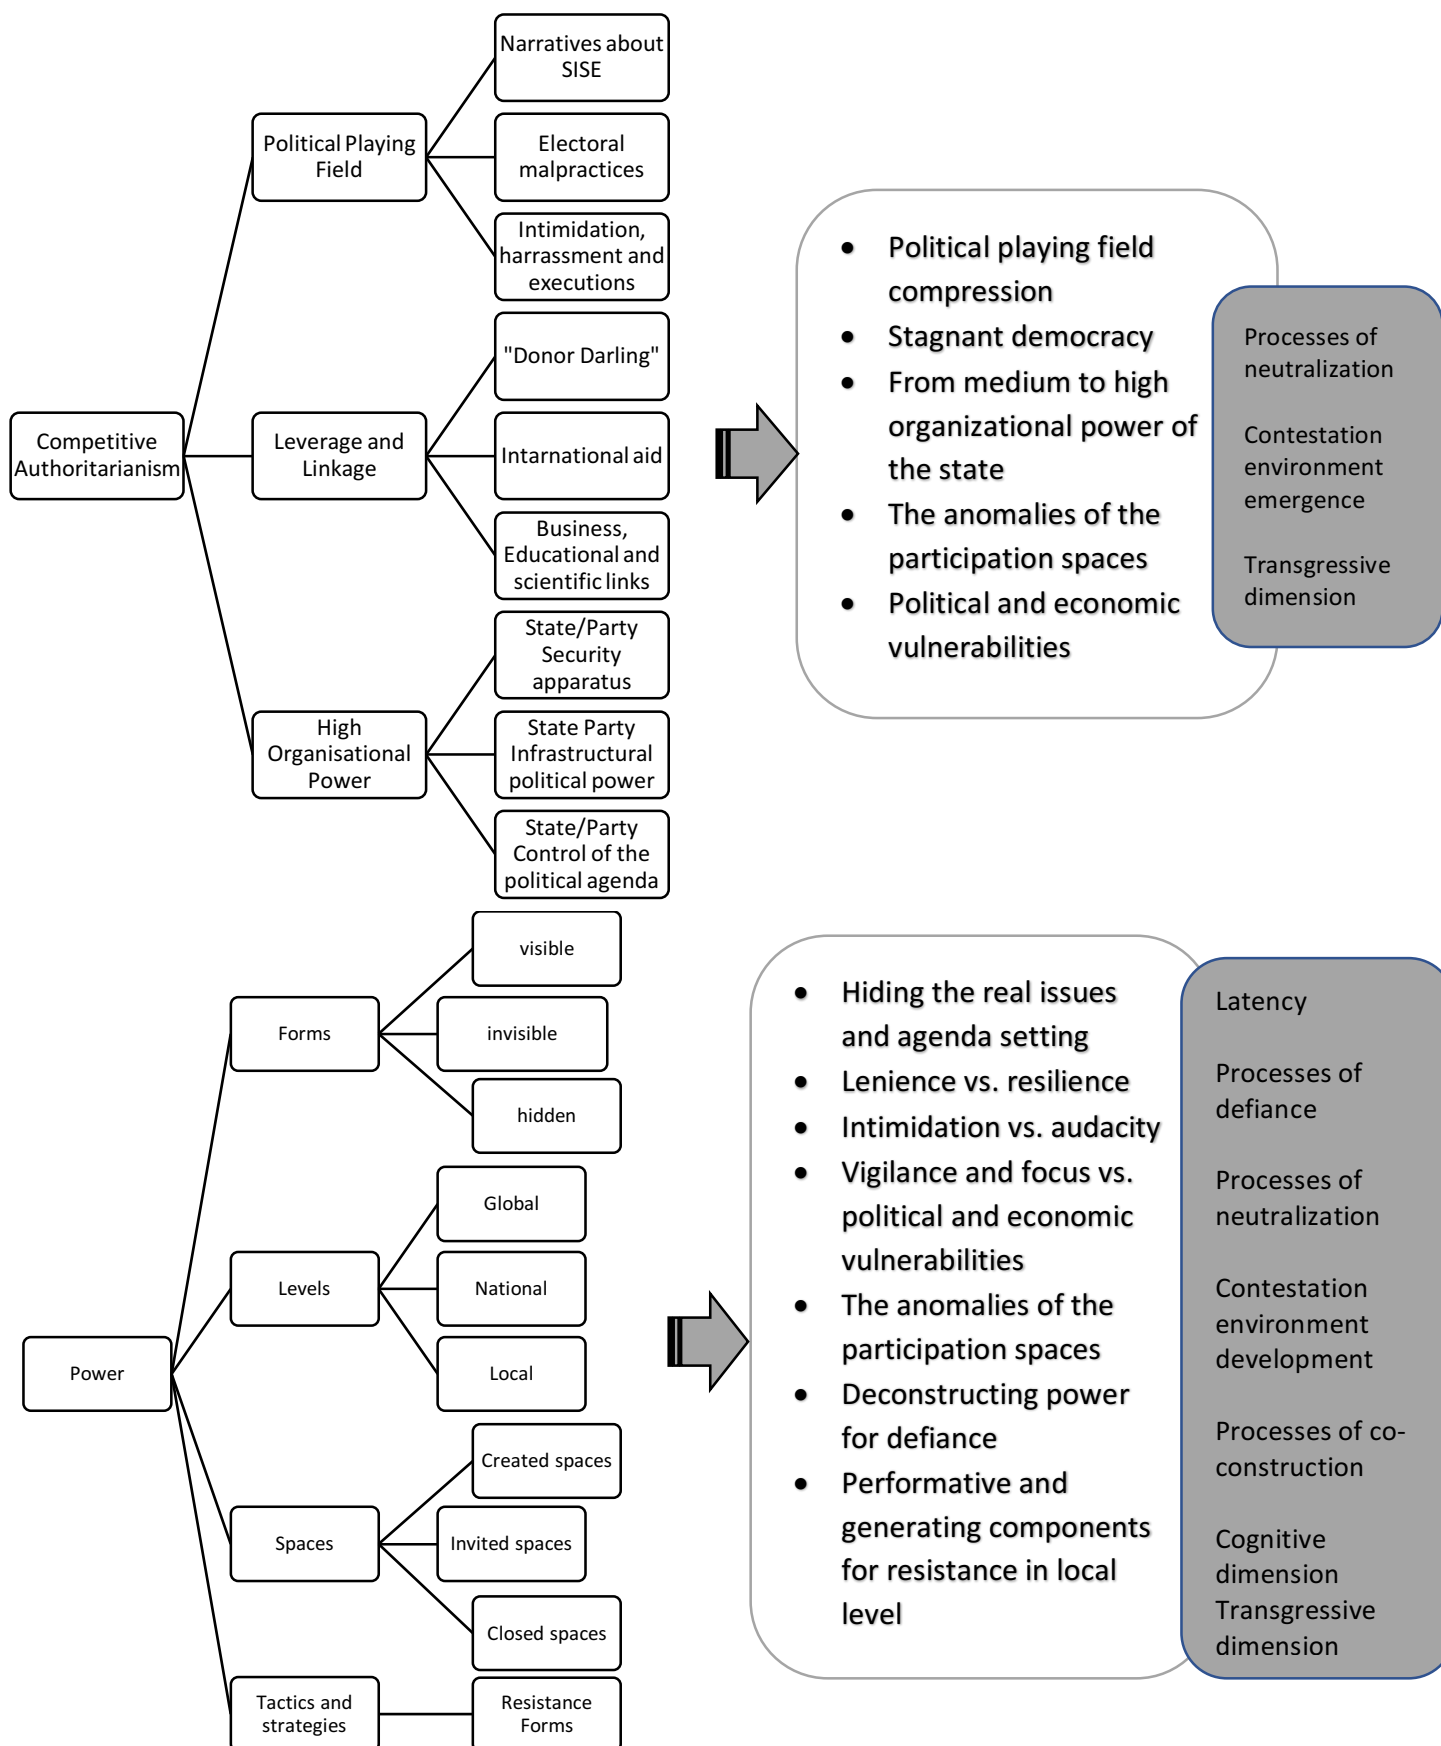 Narratives about
SISE
Political Playing
Field
Electoral
malpractices
Intimidation,
harrassment and
executions
Competitive
Authoritarianism
Leverage and
Linkage
"Donor Darling"
Intarnational aid
Business,
Educational and
scientific links
High
Organisational
Power
State/Party
Security
apparatus
State Party
Infrastructural
political power
State/Party
Control of the
political agenda
• Political playing field
compression
• Stagnant democracy
• From medium to high
organizational power of
the state
• The anomalies of the
participation spaces
• Political and economic
vulnerabilities
Processes of
neutralization
Contestation
environment
emergence
Transgressive
dimension
Power
Forms
visible
invisible
hidden
Levels
Global
National
Local
Spaces
Created spaces
Invited spaces
Closed spaces
Tactics and
strategies
Resistance
Forms
• Hiding the real issues
and agenda setting
• Lenience vs. resilience
• Intimidation vs. audacity
• Vigilance and focus vs.
political and economic
vulnerabilities
• The anomalies of the
participation spaces
• Deconstructing power
for defiance
• Performative and
generating components
for resistance in local
level
Latency
Processes of
defiance
Processes of
neutralization
Contestation
environment
development
Processes of co-
construction
Cognitive
dimension
Transgressive
dimension